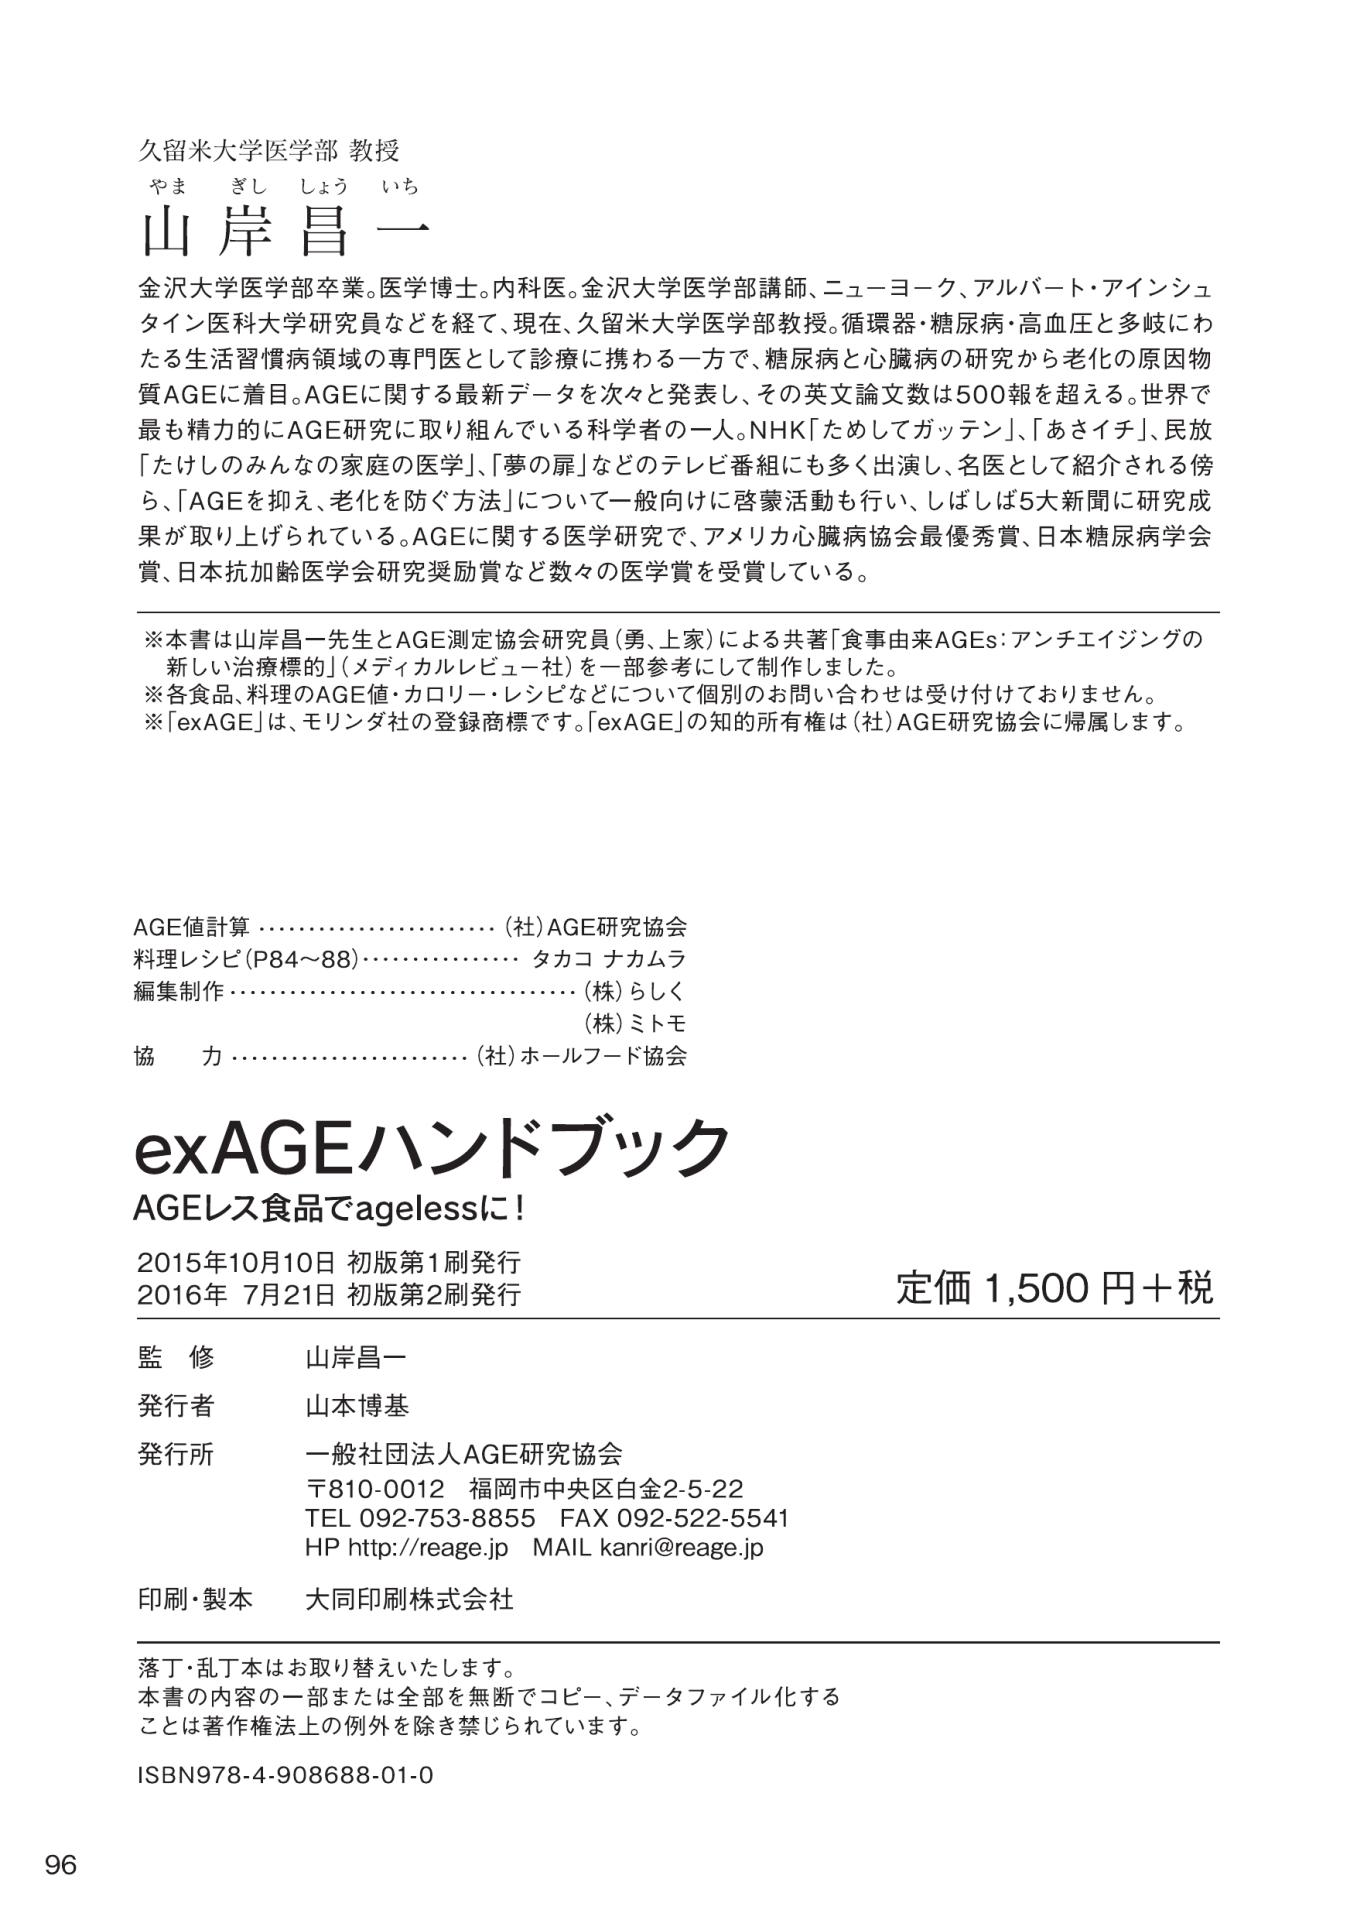 久留米大学医学部 教授
やま ぎし しょう いち
山岸昌一
金沢大学医学部卒業。医学博士。内科医。金沢大学医学部講師、ニューヨーク、アルバート・アインシュ
タイン医科大学研究員などを経て、現在、久留米大学医学部教授。循環器・糖尿病・高血圧と多岐にわ
たる生活習慣病領域の専門医として診療に携わる一方で、糖尿病と心臓病の研究から老化の原因物
質AGEに着目。AGEに関する最新データを次々と発表し、その英文論文数は500報を超える。世界で
最も精力的にAGE研究に取り組んでいる科学者の一人。NHK「ためしてガッテン」、「あさイチ」、民放
「たけしのみんなの家庭の医学」、「夢の扉」などのテレビ番組にも多く出演し、名医として紹介される傍
ら、「AGEを抑え、老化を防ぐ方法」について一般向けに啓蒙活動も行い、しばしば5大新聞に研究成
果が取り上げられている。AGEに関する医学研究で、アメリカ心臓病協会最優秀賞、日本糖尿病学会
賞、日本抗加齢医学会研究奨励賞など数々の医学賞を受賞している。
※本書は山岸昌一先生とAGE測定協会研究員（勇、上家）による共著「食事由来AGEs：アンチエイジングの
新しい治療標的」（メディカルレビュー社）を一部参考にして制作しました。
※各食品、料理のAGE値・カロリー・レシピなどについて個別のお問い合わせは受け付けておりません。
※「exAGE」は、モリンダ社の登録商標です。「exAGE」の知的所有権は（社）AGE研究協会に帰属します。
AGE値計算 ························ （社）AGE研究協会
料理レシピ（P84～88）················ タカコ ナカムラ
編集制作 ··································· （株）らしく
（株）ミトモ
協　　力 ························ （社）ホールフード協会
exAGEハンドブック
AGEレス食品でagelessに！
2015年10月10日 初版第1刷発行
2016年 7月21日 初版第2刷発行
定価 1,500 円＋税
監　修　山岸昌一
発行者　山本博基
発行所　一般社団法人AGE研究協会
〒810-0012　福岡市中央区白金2-5-22
TEL 092-753-8855　FAX 092-522-5541
HP http://reage.jp　MAIL kanri@reage.jp
印刷・製本　大同印刷株式会社
落丁・乱丁本はお取り替えいたします。
本書の内容の一部または全部を無断でコピー、データファイル化する
ことは著作権法上の例外を除き禁じられています。
ISBN978-4-908688-01-0
96